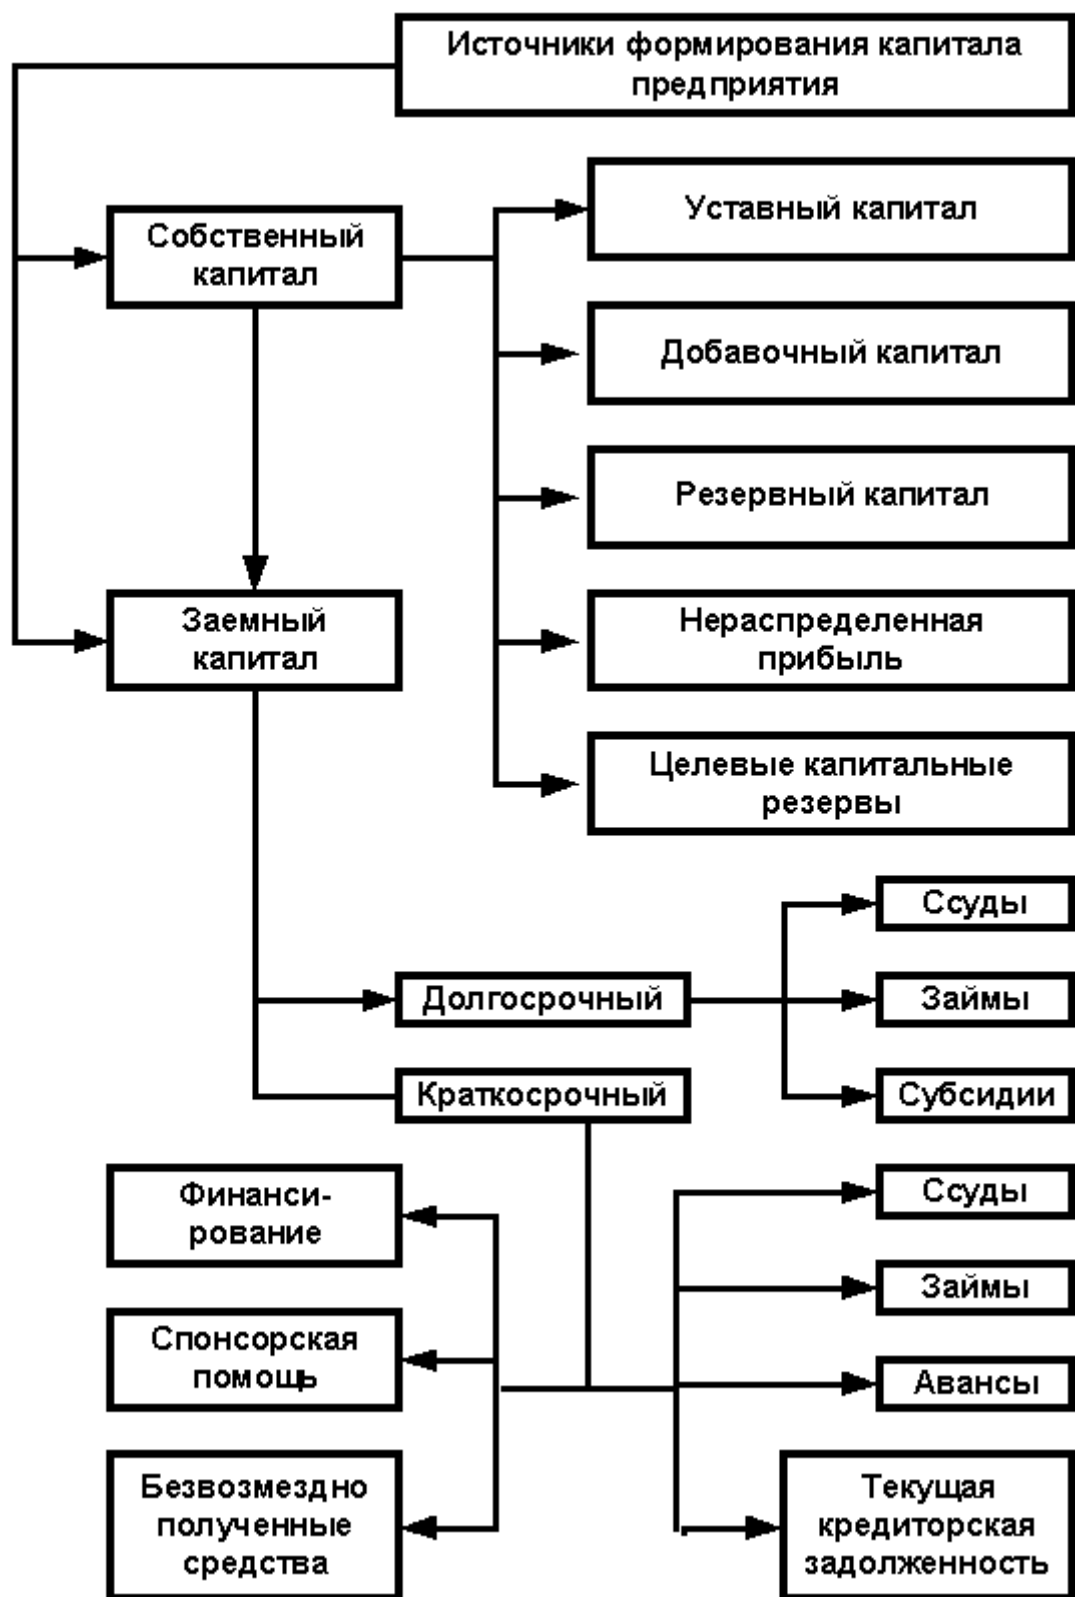 Источники формирования капитала
предприятия
Собственный
капитал
Уставный капитал
Добавочный капитал
Резервный капитал
Заемный
капитал
Нераспределенная
прибыль
Целевые капитальные
резервы
Ссуды
Долгосрочный
Займы
Краткосрочный
Субсидии
Финанси-
рование
Ссуды
Займы
Спонсорская
помощь
Авансы
Безвозмездно
полученные
средства
Текущая
кредиторская
задолженность